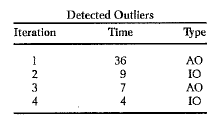 Detected Outliers
Iteration Time Type
1 36 AO
2 9 IO
3 7 AO
4 4 IO